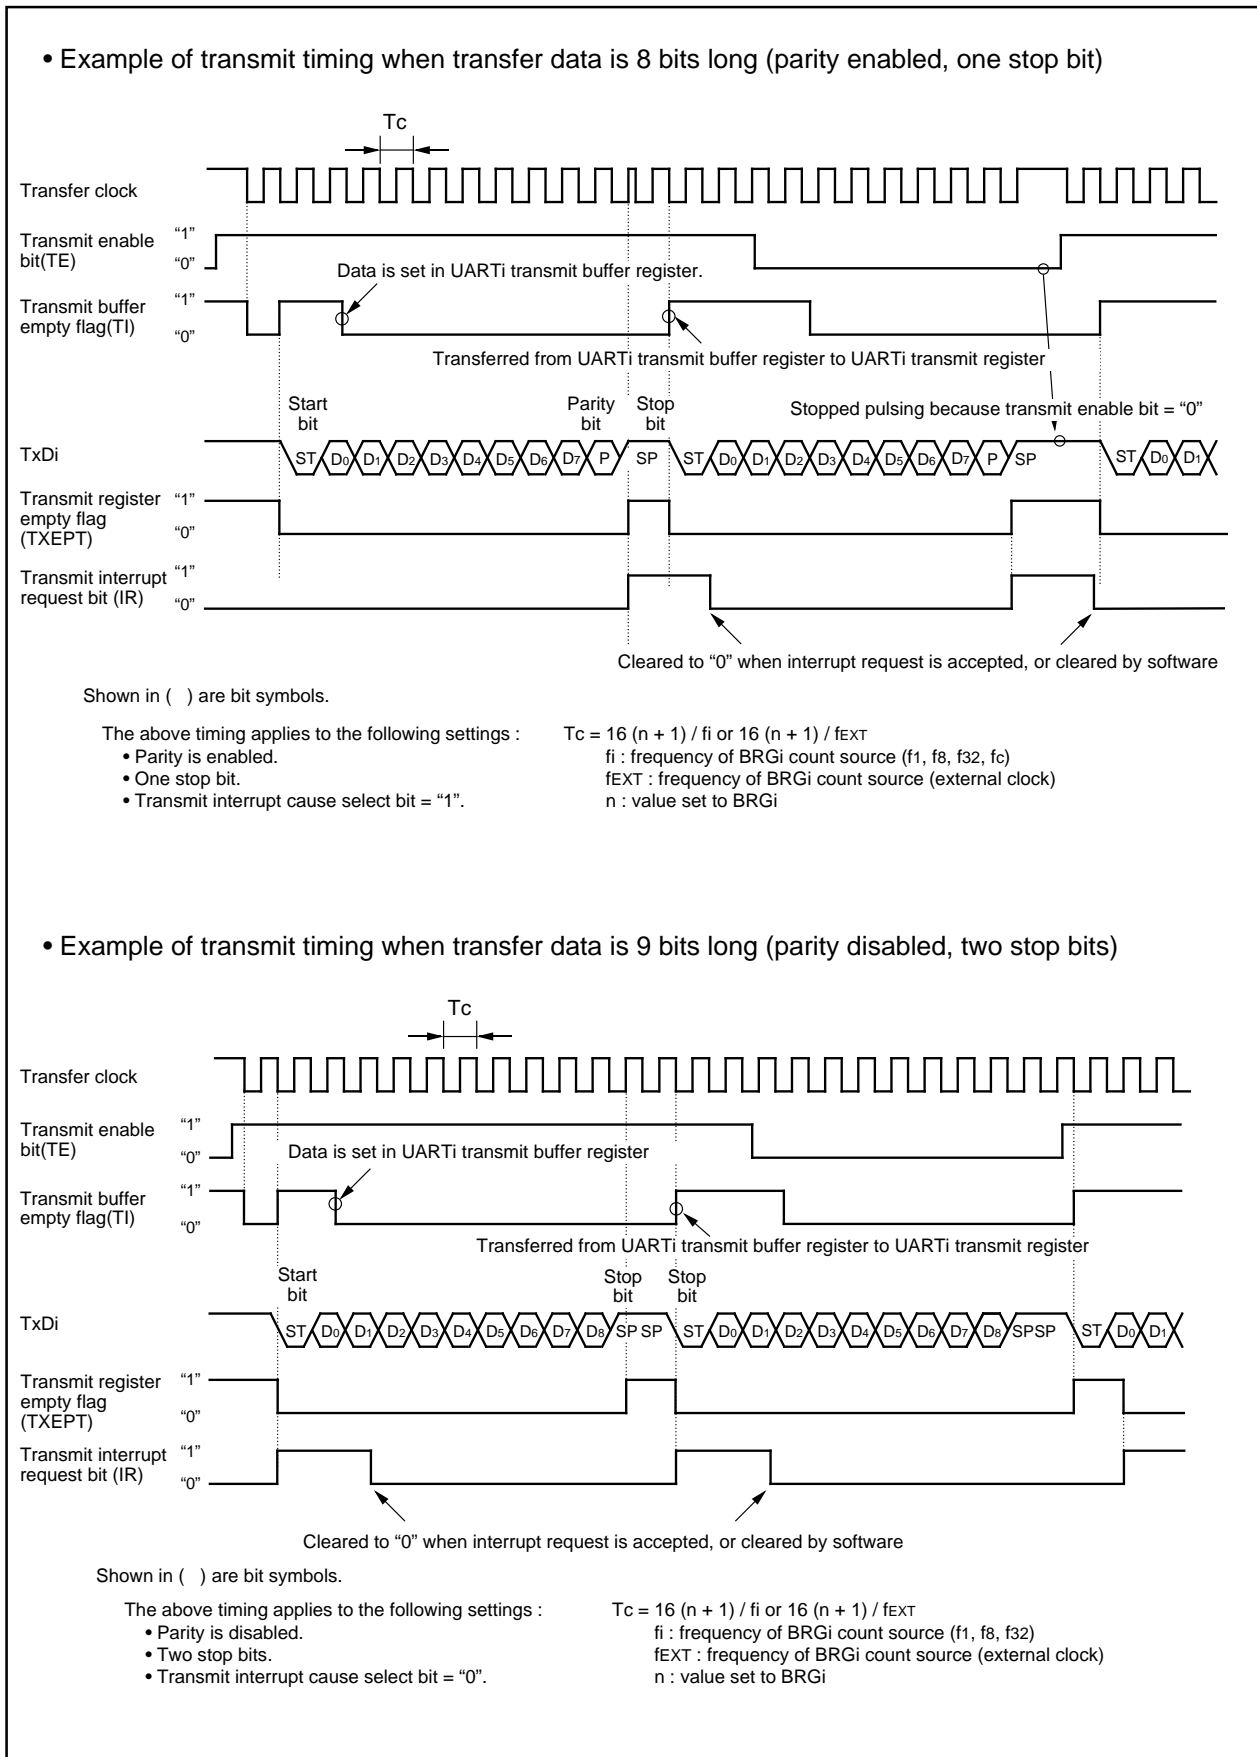 • Example of transmit timing when transfer data is 8 bits long (parity enabled, one stop bit)
Tc
Transfer clock
Transmit enable
bit(TE)
“1”
“0”
Data is set in UARTi transmit buffer register.
Transmit buffer
empty flag(TI)
“1”
“0”
Transferred from UARTi transmit buffer register to UARTi transmit register
Start
bit
Parity
bit
Stop
bit
Stopped pulsing because transmit enable bit = “0”
TxDi
ST D0 D1 D2 D3 D4 D5 D6 D7 P SP ST D0 D1 D2 D3 D4 D5 D6 D7 P SP ST D0 D1
Transmit register
empty flag
(TXEPT)
“1”
“0”
Transmit interrupt
request bit (IR)
“1”
“0”
Cleared to “0” when interrupt request is accepted, or cleared by software
Shown in ( ) are bit symbols.
The above timing applies to the following settings :
• Parity is enabled.
• One stop bit.
• Transmit interrupt cause select bit = “1”.
Tc = 16 (n + 1) / fi or 16 (n + 1) / fEXT
fi : frequency of BRGi count source (f1, f8, f32, fc)
fEXT : frequency of BRGi count source (external clock)
n : value set to BRGi
• Example of transmit timing when transfer data is 9 bits long (parity disabled, two stop bits)
Tc
Transfer clock
Transmit enable
bit(TE)
“1”
“0”
Data is set in UARTi transmit buffer register
Transmit buffer
empty flag(TI)
“1”
“0”
Transferred from UARTi transmit buffer register to UARTi transmit register
Start
bit
Stop
bit
Stop
bit
TxDi
ST D0 D1 D2 D3 D4 D5 D6 D7 D8 SP SP ST D0 D1 D2 D3 D4 D5 D6 D7 D8 SPSP ST D0 D1
Transmit register
empty flag
(TXEPT)
“1”
“0”
Transmit interrupt
request bit (IR)
“1”
“0”
Cleared to “0” when interrupt request is accepted, or cleared by software
Shown in ( ) are bit symbols.
The above timing applies to the following settings :
• Parity is disabled.
• Two stop bits.
• Transmit interrupt cause select bit = “0”.
Tc = 16 (n + 1) / fi or 16 (n + 1) / fEXT
fi : frequency of BRGi count source (f1, f8, f32)
fEXT : frequency of BRGi count source (external clock)
n : value set to BRGi